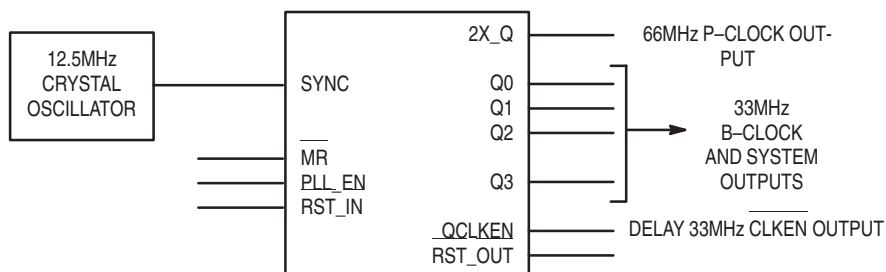 2X_Q
66MHz P–CLOCK OUT-
PUT
12.5MHz
CRYSTAL
OSCILLATOR
SYNC
Q0
Q1
Q2
33MHz
B–CLOCK
AND SYSTEM
OUTPUTS
MR
PLL_EN
Q3
RST_IN
QCLKEN
DELAY 33MHz CLKEN OUTPUT
RST_OUT